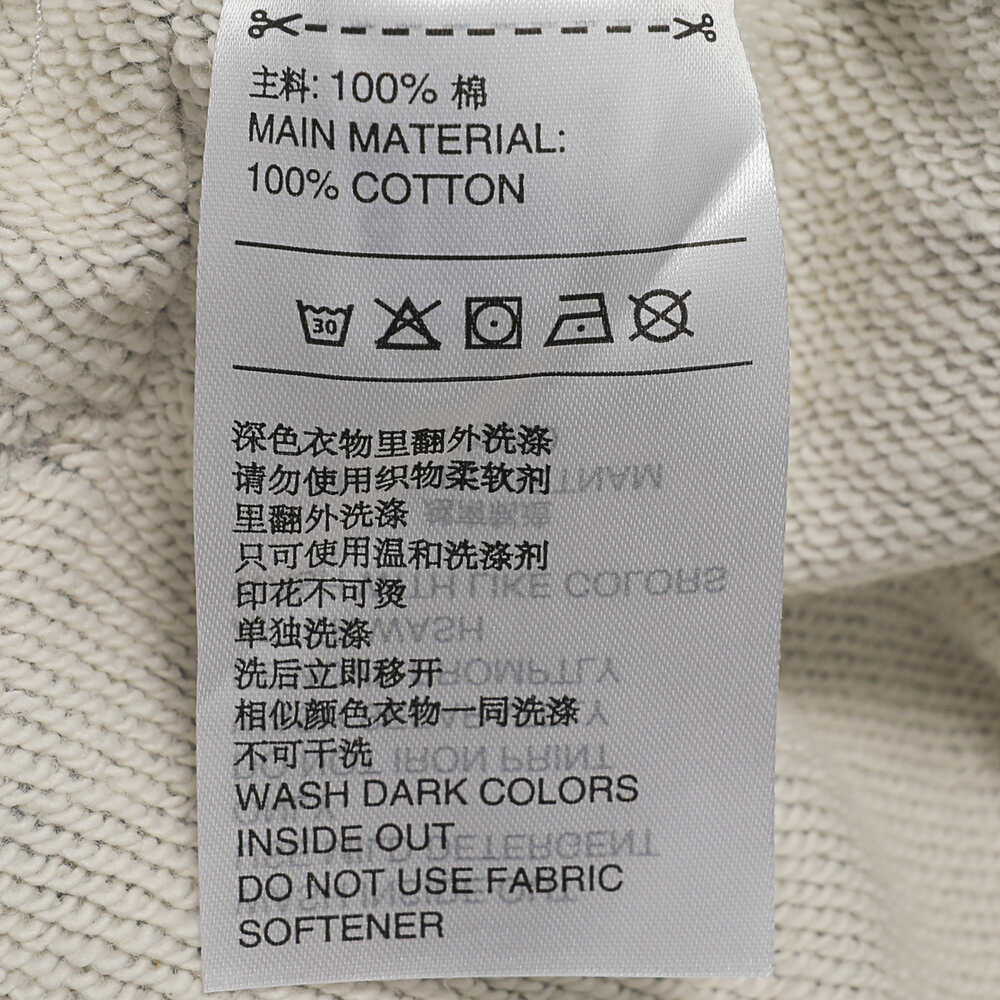 主料: 100% 棉
MAIN MATERIAL:
100% COTTON
30
深色衣物里翻外洗涤
请勿使用织物柔软剂
里翻外洗涤
只可使用温和洗涤剂
印花不可烫
单独洗涤
洗后立即移开
相似颜色衣物一同洗涤
不可干洗
WASH DARK COLORS
INSIDE OUT
DO NOT USE FABRIC
SOFTENER